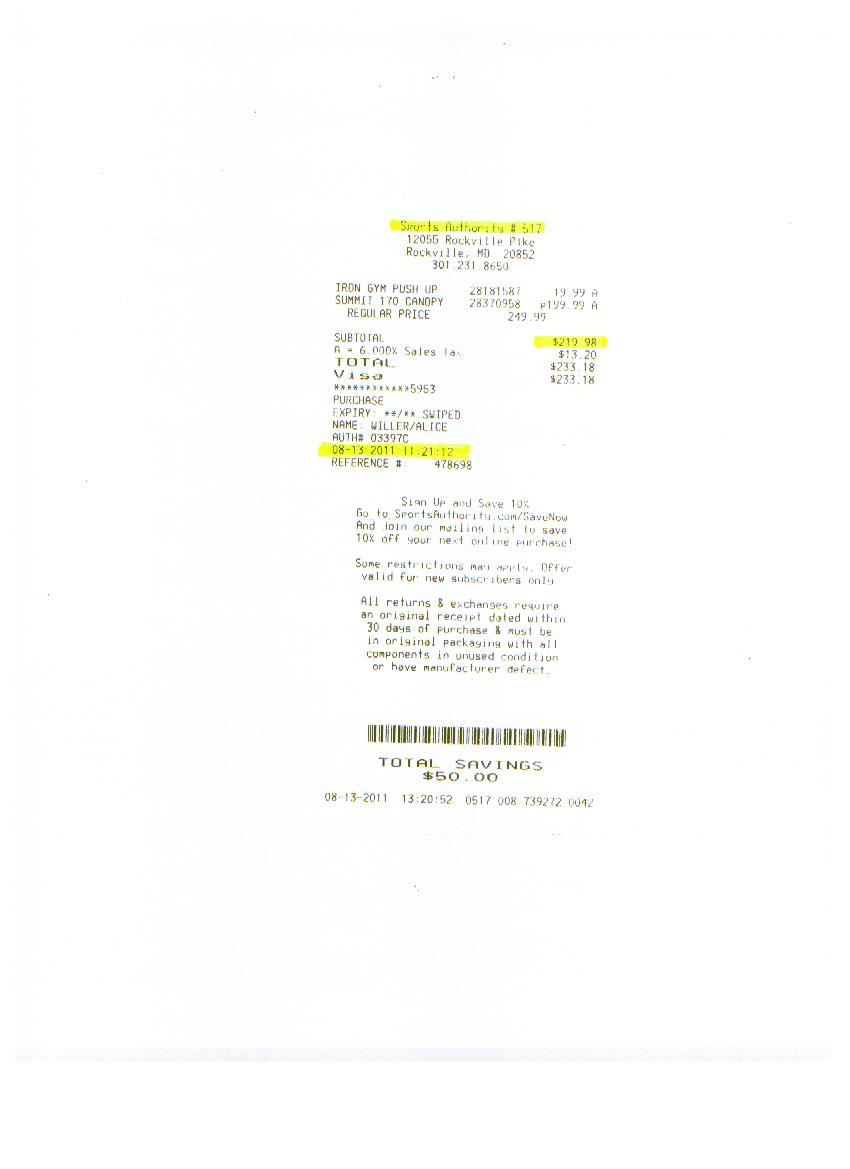 Sports Authority # 517
12055 Rockville Pike
Rockville, MD 20852
301.231.8650
IRON GYM PUSH UP 28181587 19.99 A
SUMMIT 170 CANOPY 28370958 P199.99 A
REGULAR PRICE 249.99
SUBTOTAL $219.98
A = 6.000% Sales Tax $13.20
TOTAL $233.18
Visa $233.18
************5953
PURCHASE
EXPIRY: **/** SWIPED
NAME: WILLER/ALICE
AUTH# 03397C
08-13-2011 11:21:12
REFERENCE #: 478698
Sign Up and Save 10%
Go to SportsAuthority.com/SaveNow
And Join our mailing list to save
10% off your next online purchase!
Some restrictions may apply. Offer
valid for new subscribers only
All returns & exchanges require
an original receipt dated within
30 days of purchase & must be
in original packaging with all
components in unused condition
or have manufacturer defect.
TOTAL SAVINGS
$50.00
08-13-2011 13:20:52 0517 008 739272 0042